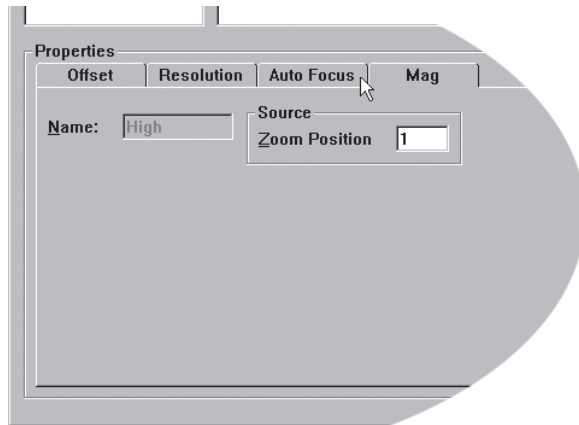 Properties
Offset Resolution Auto Focus Mag
Name: High
Source
Zoom Position 1